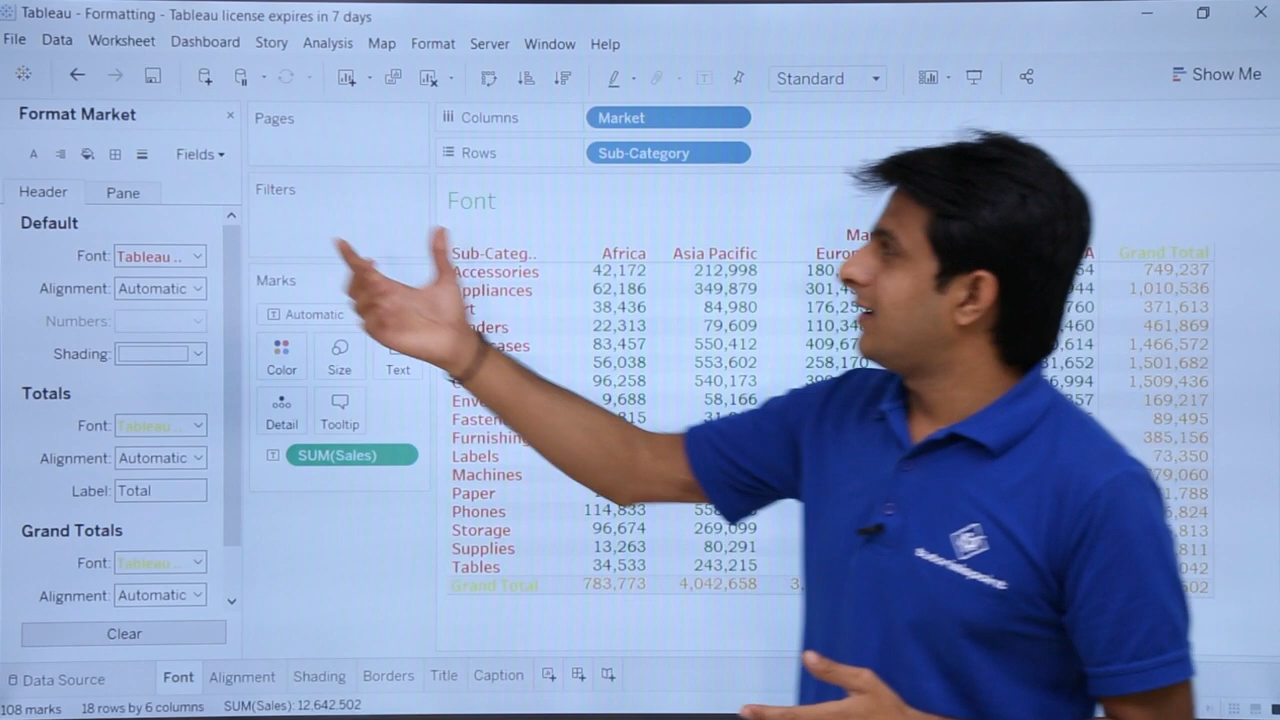 Tableau - Formatting - Tableau license expires in 7 days
File Data Worksheet Dashboard Story Analysis Map Format Server Window Help
Standard
Show Me
Format Market
Fields
Header Pane
Default
Font: Tableau ..
Alignment: Automatic
Numbers:
Shading:
Totals
Font: Tableau ..
Alignment: Automatic
Label: Total
Grand Totals
Font: Tableau ..
Alignment: Automatic
Clear
Pages
Filters
Marks
Automatic
Color Size Text
Detail Tooltip
SUM(Sales)
Columns Market
Rows Sub-Category
Font
Sub-Categ.. Africa Asia Pacific Grand Total
Accessories 42,172 212,998 749,237
62,186 349,879 1,010,536
38,436 84,980 371,613
22,313 79,609 461,869
83,457 550,412 1,466,572
56,038 553,602 258,170 1,501,682
96,258 540,173 1,509,436
9,688 58,166 169,217
89,495
385,156
Labels 73,350
Machines
Paper
Phones 114,833
Storage 96,674 269,099
Supplies 13,263 80,291
Tables 34,533 243,215
Grand Total 783,773 4,042,658
Data Source Font Alignment Shading Borders Title Caption
108 marks 18 rows by 6 columns SUM(Sales): 12,642,502
tutorialspoint